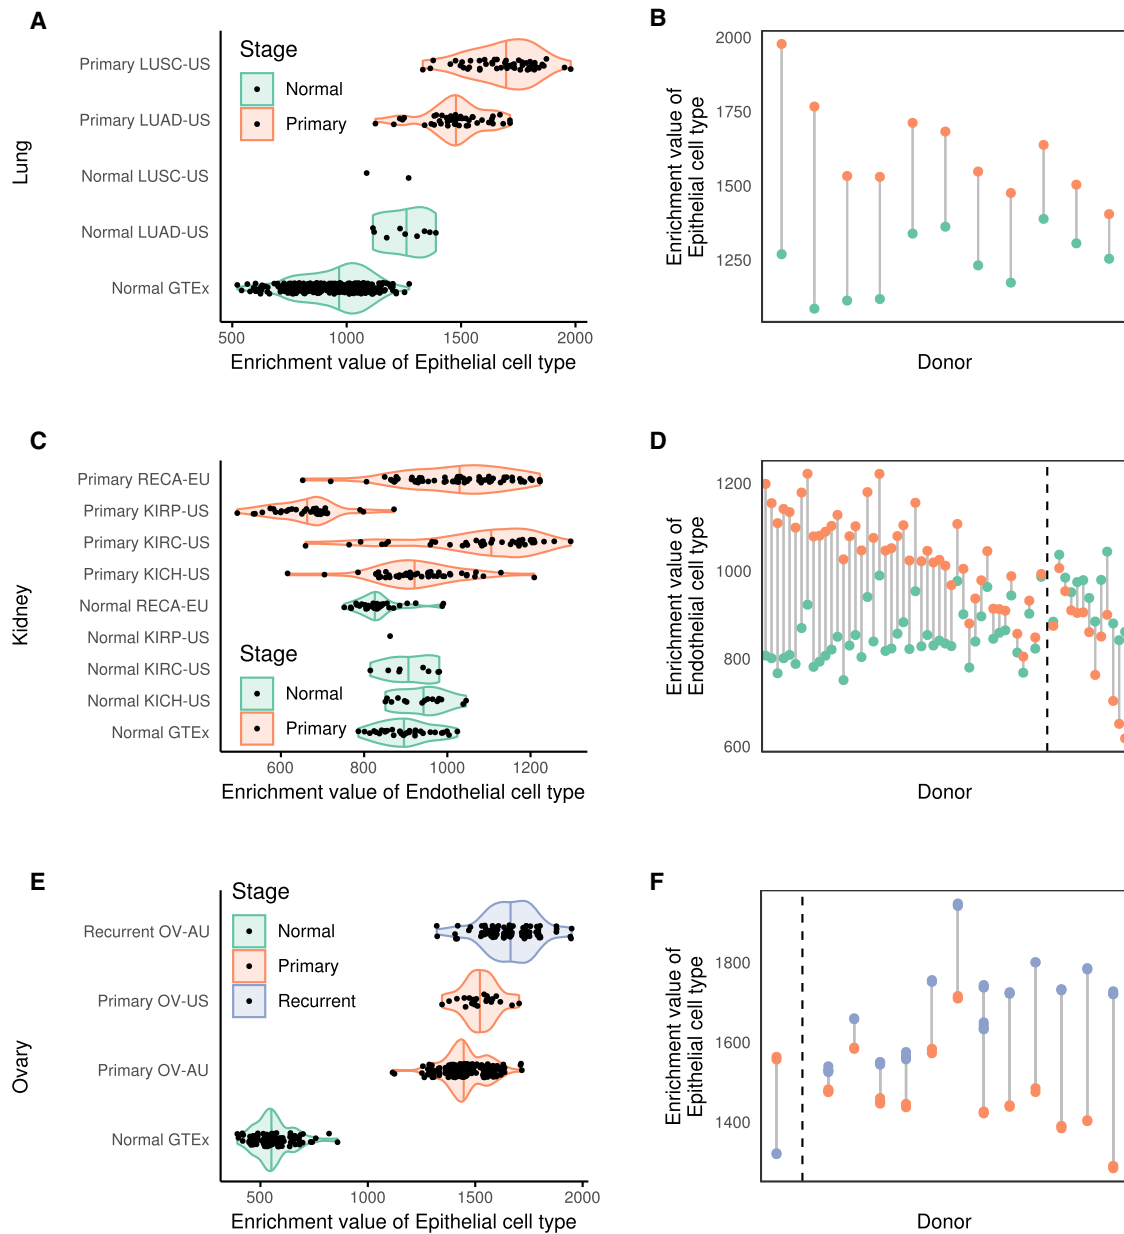 A
Lung
Primary LUSC-US
Primary LUAD-US
Normal LUSC-US
Normal LUAD-US
Normal GTEx
Stage
Normal
Primary
500 1000 1500 2000
Enrichment value of Epithelial cell type
B
Enrichment value of
Epithelial cell type
2000
1750
1500
1250
Donor
C
Kidney
Primary RECA-EU
Primary KIRP-US
Primary KIRC-US
Primary KICH-US
Normal RECA-EU
Normal KIRP-US
Normal KIRC-US
Normal KICH-US
Normal GTEx
Stage
Normal
Primary
600 800 1000 1200
Enrichment value of Endothelial cell type
D
Enrichment value of
Endothelial cell type
1200
1000
800
600
Donor
E
Ovary
Recurrent OV-AU
Primary OV-US
Primary OV-AU
Normal GTEx
Stage
Normal
Primary
Recurrent
500 1000 1500 2000
Enrichment value of Epithelial cell type
F
Enrichment value of
Epithelial cell type
1800
1600
1400
Donor